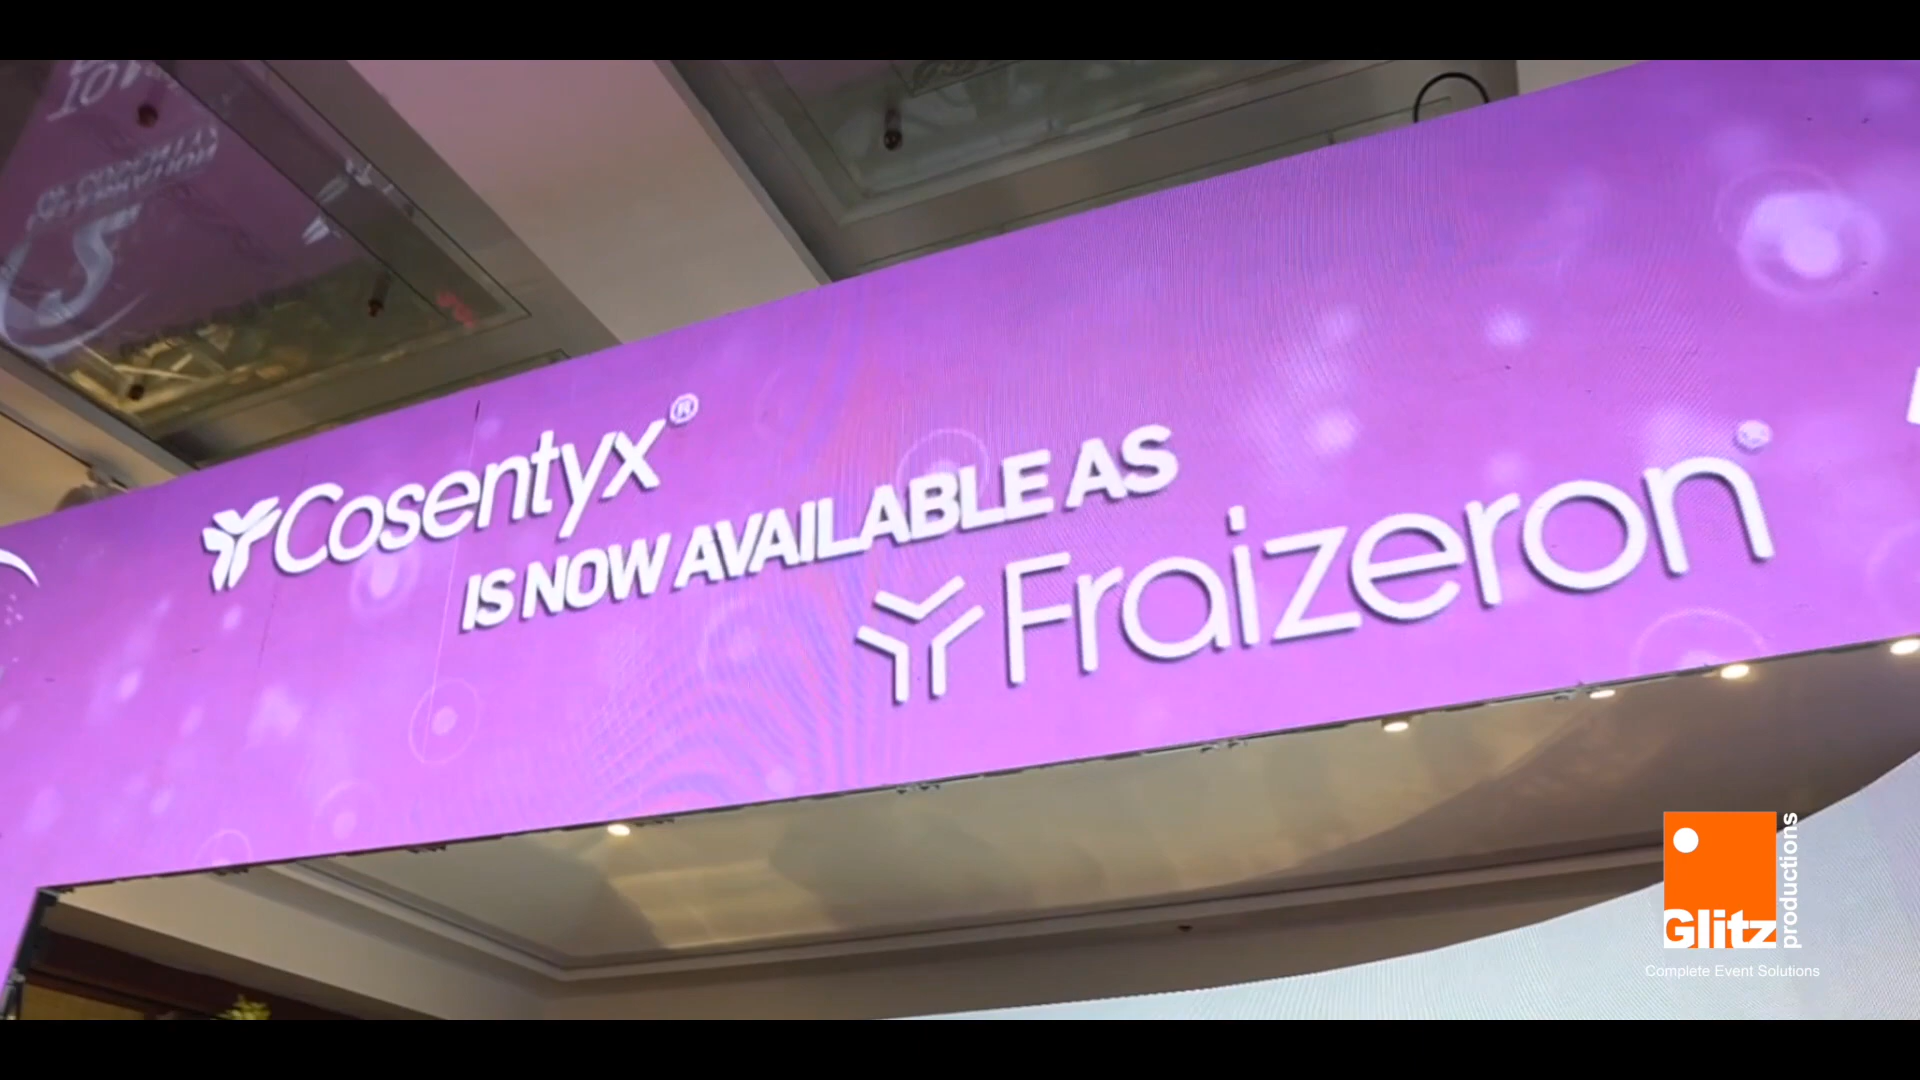 Cosentyx®
IS NOW AVAILABLE AS
Fraizeron
Glitz
productions
Complete Event Solutions